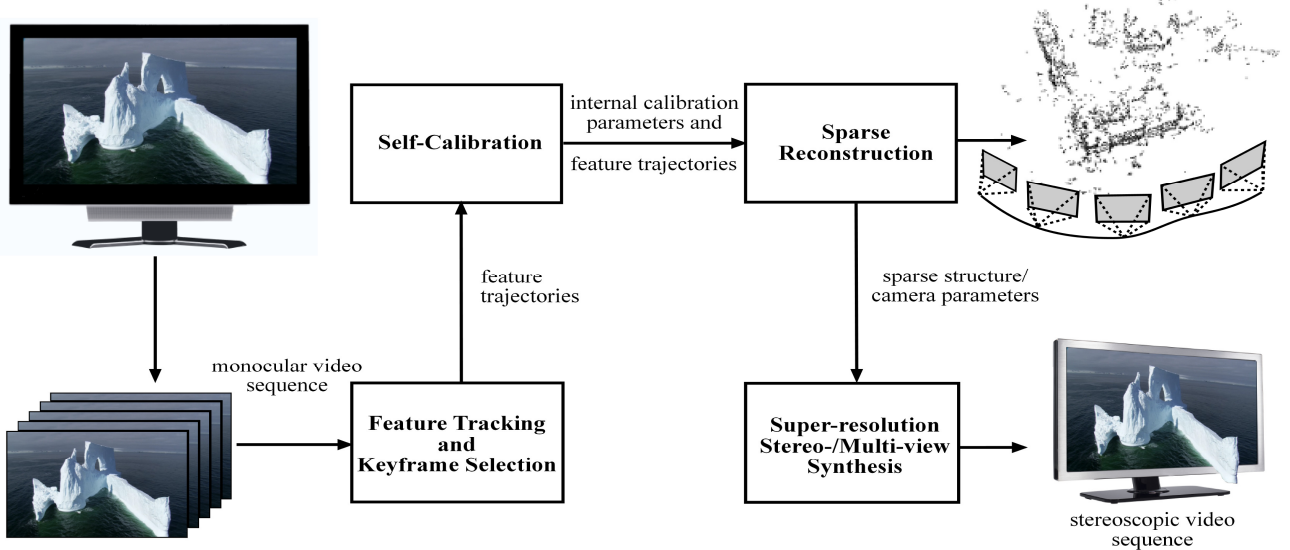 Self-Calibration
internal calibration
parameters and
feature trajectories
Sparse
Reconstruction
feature
trajectories
sparse structure/
camera parameters
monocular video
sequence
Feature Tracking
and
Keyframe Selection
Super-resolution
Stereo-/Multi-view
Synthesis
stereoscopic video
sequence